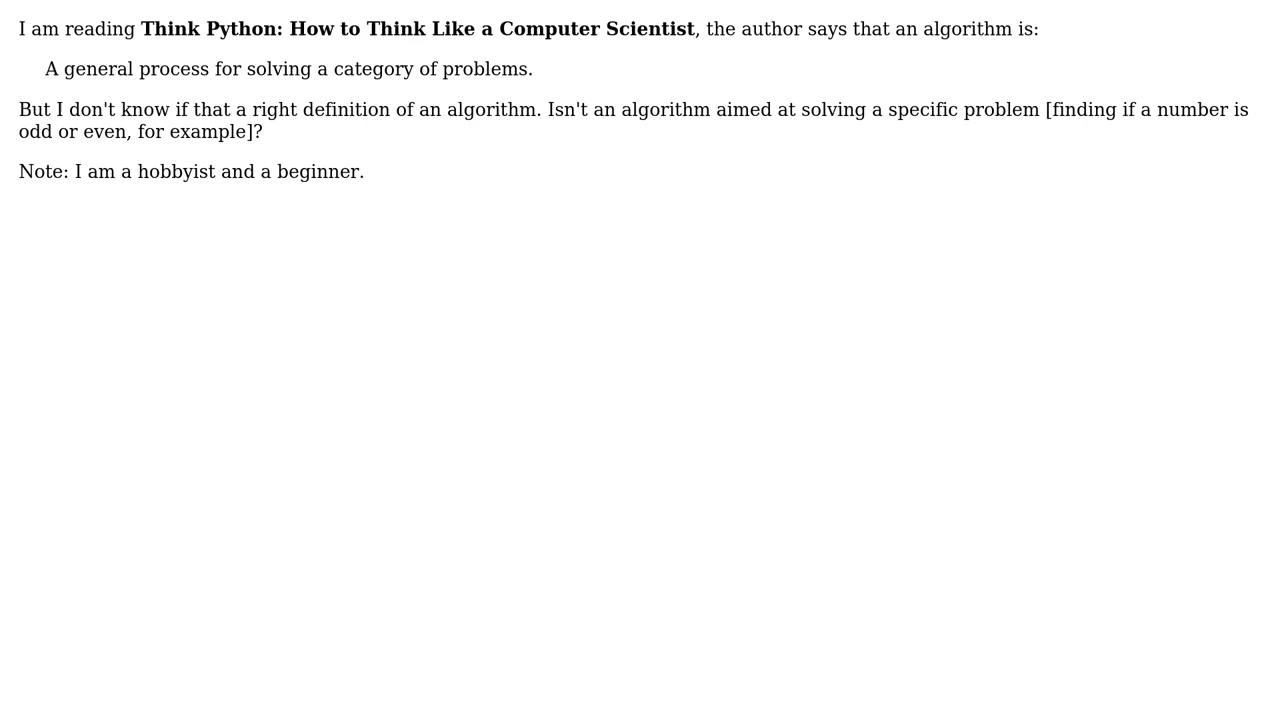 I am reading Think Python: How to Think Like a Computer Scientist, the author says that an algorithm is:
A general process for solving a category of problems.
But I don't know if that a right definition of an algorithm. Isn't an algorithm aimed at solving a specific problem [finding if a number is
odd or even, for example]?
Note: I am a hobbyist and a beginner.